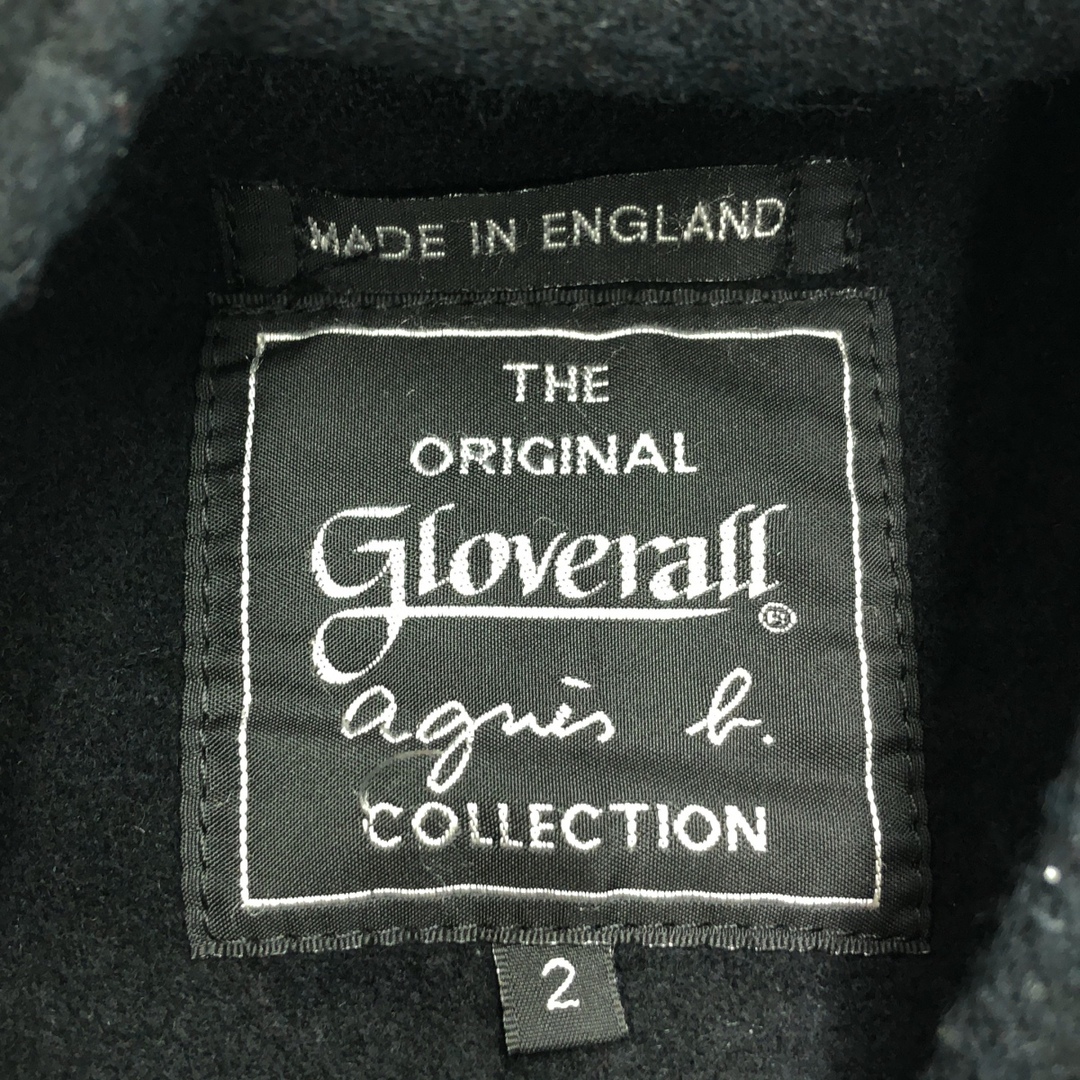 MADE IN ENGLAND
THE
ORIGINAL
Gloverall®
agnès b.
COLLECTION
2